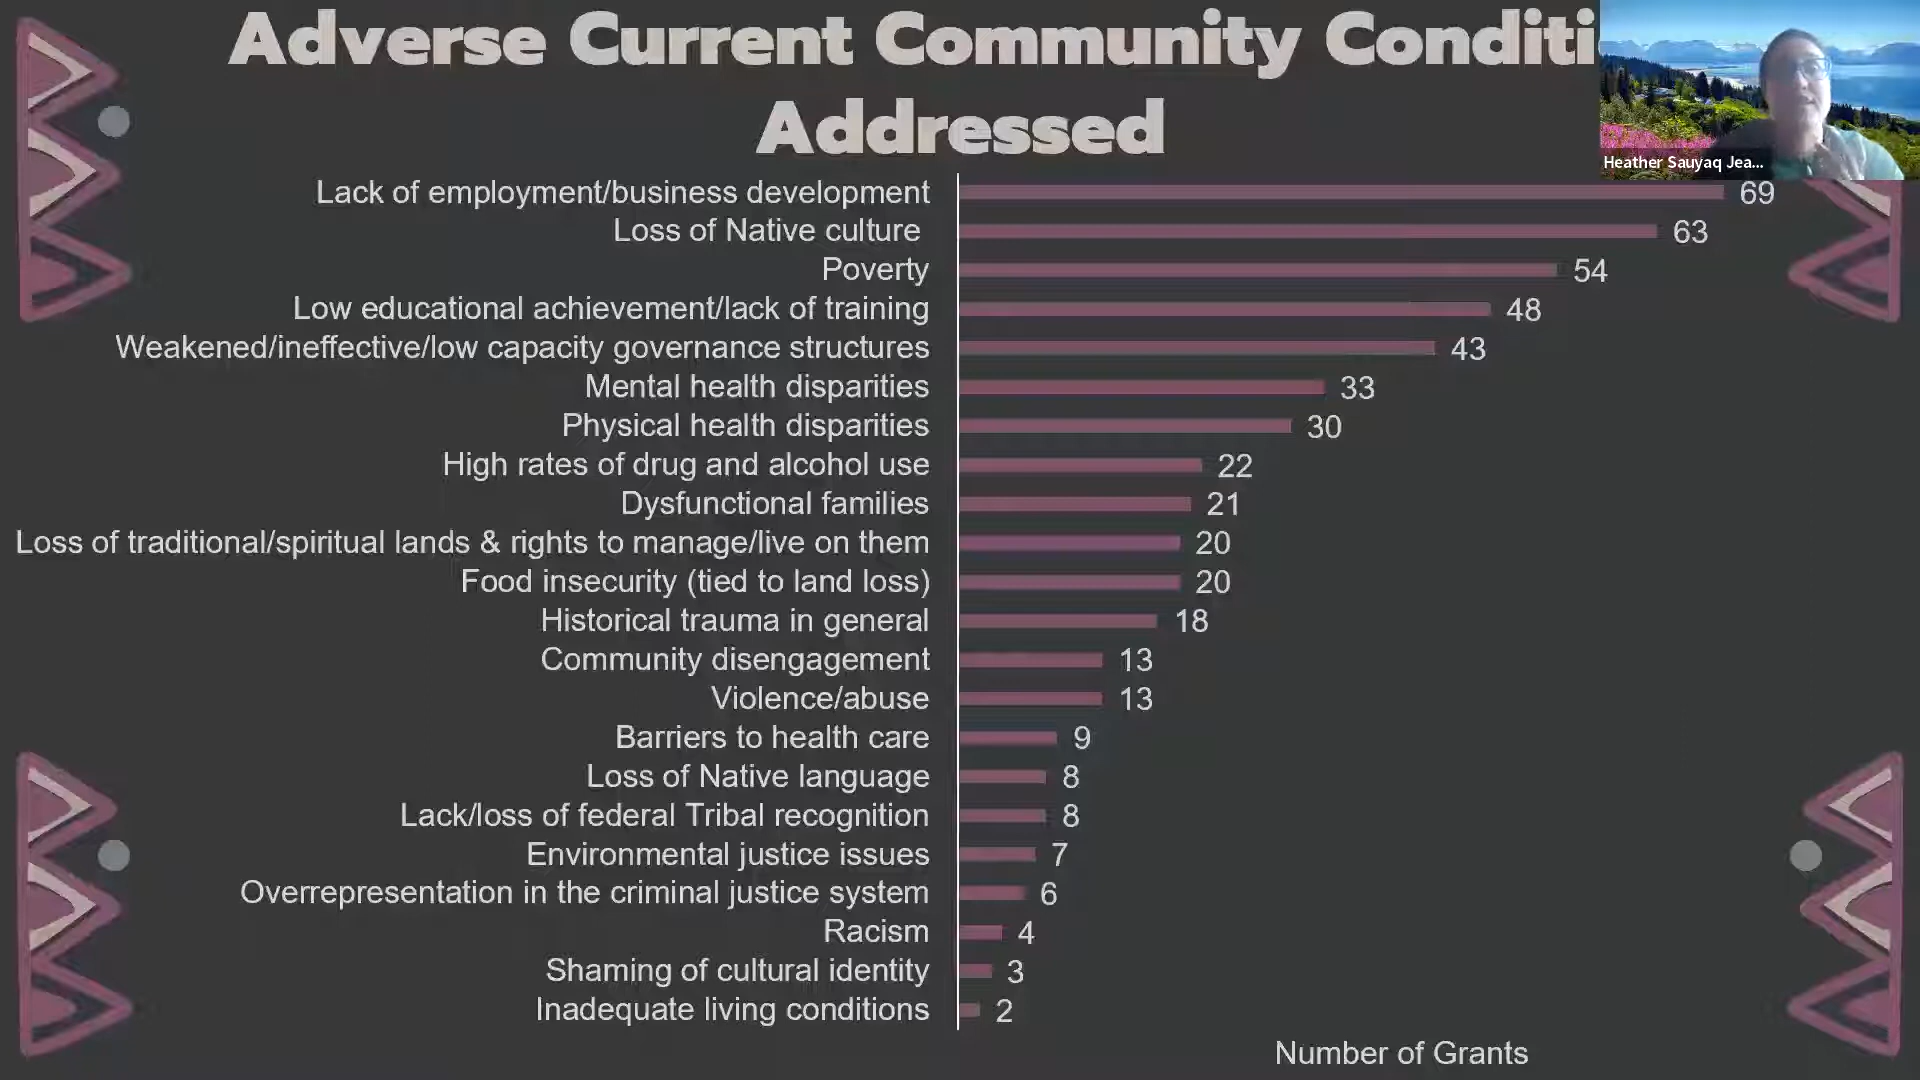 Adverse Current Community Conditi
Addressed
Heather Sauyaq Jea...
Lack of employment/business development 69
Loss of Native culture 63
Poverty 54
Low educational achievement/lack of training 48
Weakened/ineffective/low capacity governance structures 43
Mental health disparities 33
Physical health disparities 30
High rates of drug and alcohol use 22
Dysfunctional families 21
Loss of traditional/spiritual lands & rights to manage/live on them 20
Food insecurity (tied to land loss) 20
Historical trauma in general 18
Community disengagement 13
Violence/abuse 13
Barriers to health care 9
Loss of Native language 8
Lack/loss of federal Tribal recognition 8
Environmental justice issues 7
Overrepresentation in the criminal justice system 6
Racism 4
Shaming of cultural identity 3
Inadequate living conditions 2
Number of Grants